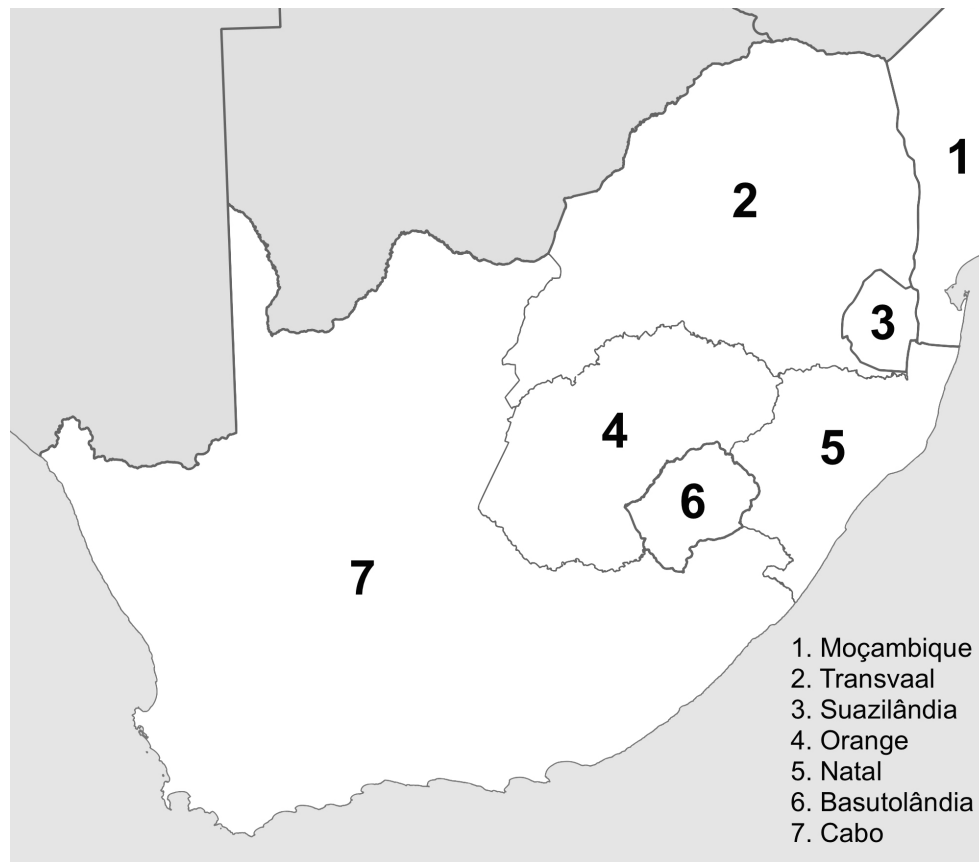 1
2
3
4
5
6
7
1. Moçambique
2. Transvaal
3. Suazilândia
4. Orange
5. Natal
6. Basutolândia
7. Cabo